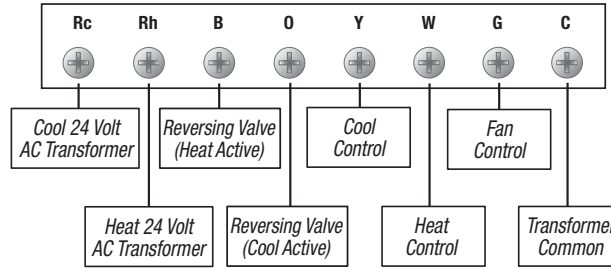 Rc Rh B O Y W G C
Cool 24 Volt
AC Transformer
Reversing Valve
(Heat Active)
Cool
Control
Fan
Control
Heat 24 Volt
AC Transformer
Reversing Valve
(Cool Active)
Heat
Control
Transformer
Common